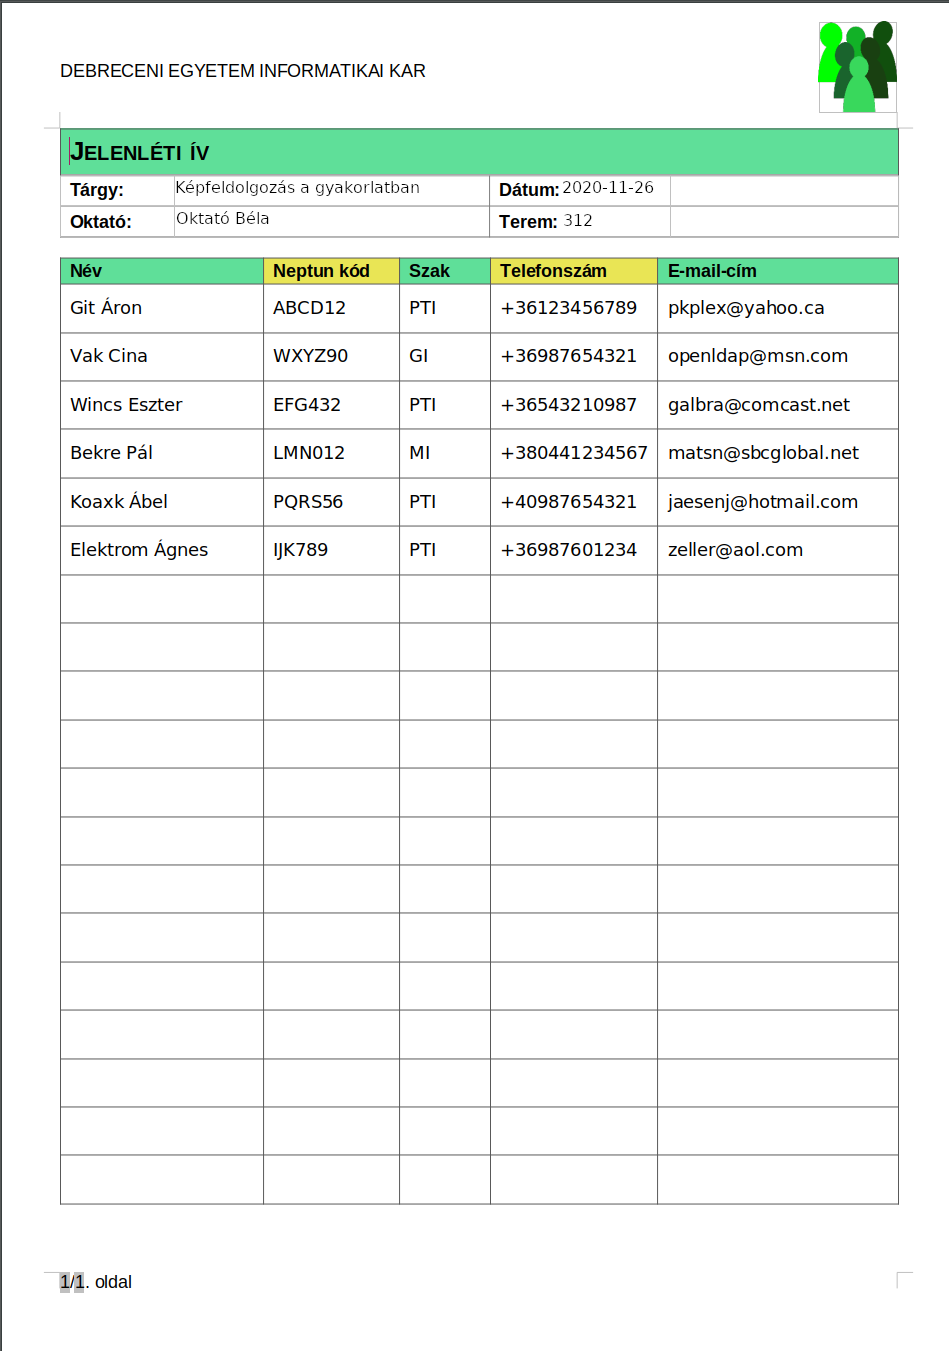 DEBRECENI EGYETEM INFORMATIKAI KAR
JELENLÉTI ÍV
Tárgy: Képfeldolgozás a gyakorlatban Dátum: 2020-11-26
Oktató: Oktató Béla Terem: 312
Név Neptun kód Szak Telefonszám E-mail-cím
Git Áron ABCD12 PTI +36123456789 pkplex@yahoo.ca
Vak Cina WXYZ90 GI +36987654321 openldap@msn.com
Wincs Eszter EFG432 PTI +36543210987 galbra@comcast.net
Bekre Pál LMN012 MI +380441234567 matsn@sbcglobal.net
Koaxk Ábel PQRS56 PTI +40987654321 jaesenj@hotmail.com
Elektrom Ágnes IJK789 PTI +36987601234 zeller@aol.com
1/1. oldal